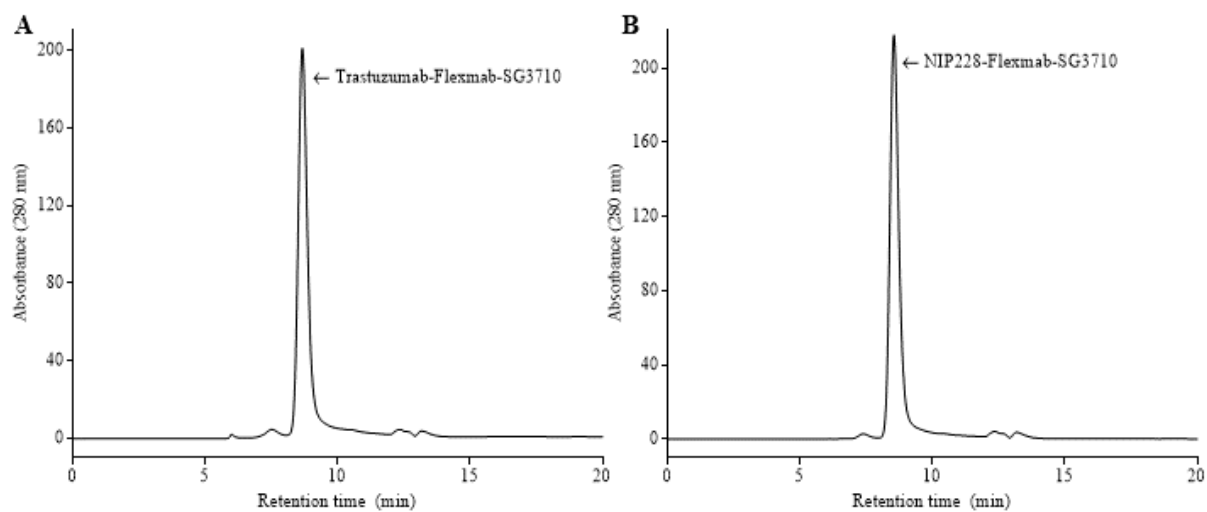 A
Absorbance (280 nm)
200
160
120
80
40
0
← Trastuzumab-Flexmab-SG3710
0 5 10 15 20
Retention time (min)
B
Absorbance (280 nm)
200
160
120
80
40
0
← NIP228-Flexmab-SG3710
0 5 10 15 20
Retention time (min)